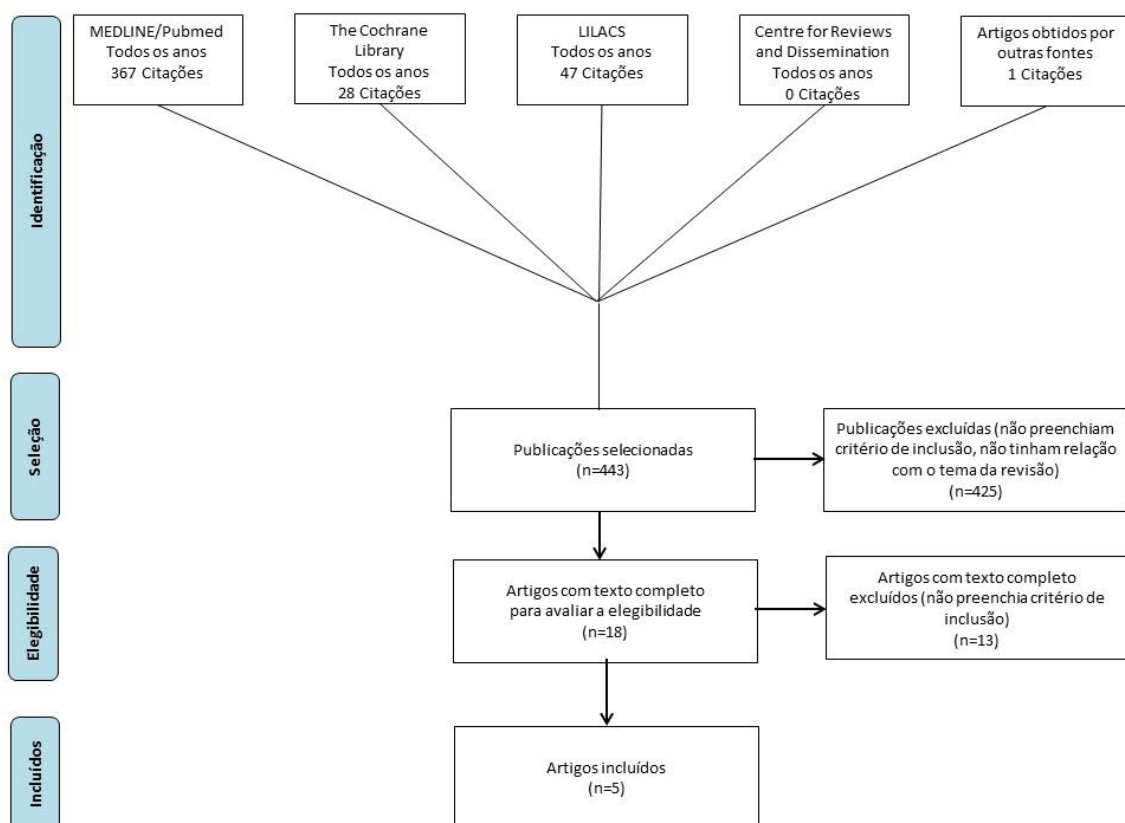 MEDLINE/Pubmed
Todos os anos
367 Citações
The Cochrane
Library
Todos os anos
28 Citações
LILACS
Todos os anos
47 Citações
Centre for Reviews
and Dissemination
Todos os anos
0 Citações
Artigos obtidos por
outras fontes
1 Citações
Identificação
Seleção
Publicações selecionadas
(n=443)
Publicações excluídas (não preenchiam
critério de inclusão, não tinham relação
com o tema da revisão)
(n=425)
Elegibilidade
Artigos com texto completo
para avaliar a elegibilidade
(n=18)
Artigos com texto completo
excluídos (não preenchia critério de
inclusão)
(n=13)
Incluídos
Artigos incluídos
(n=5)